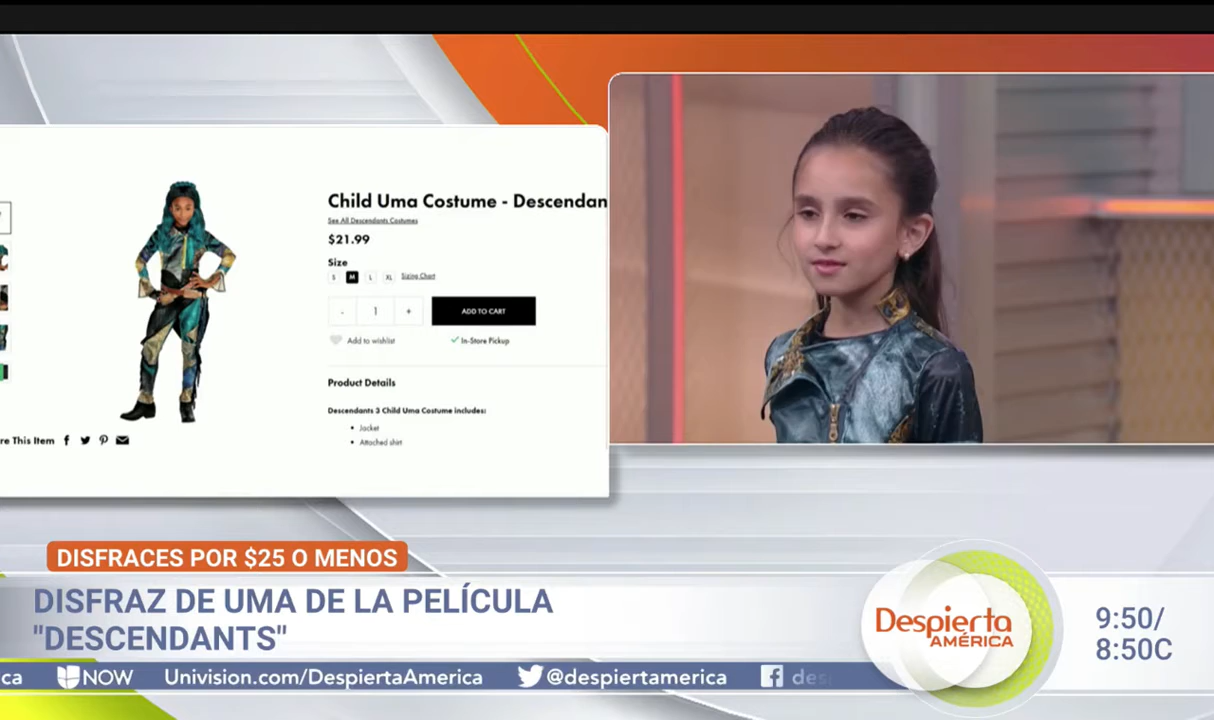 Child Uma Costume - Descendan
See All Descendants Costumes
$21.99
Size
S M L XL Sizing Chart
- 1 + ADD TO CART
Add to wishlist In-Store Pickup
Product Details
Descendants 3 Child Uma Costume includes:
• Jacket
• Attached shirt
re This Item
DISFRACES POR $25 O MENOS
DISFRAZ DE UMA DE LA PELÍCULA
"DESCENDANTS"
Despierta
AMÉRICA
9:50/
8:50C
ca NOW Univision.com/DespiertaAmerica @despiertamerica des